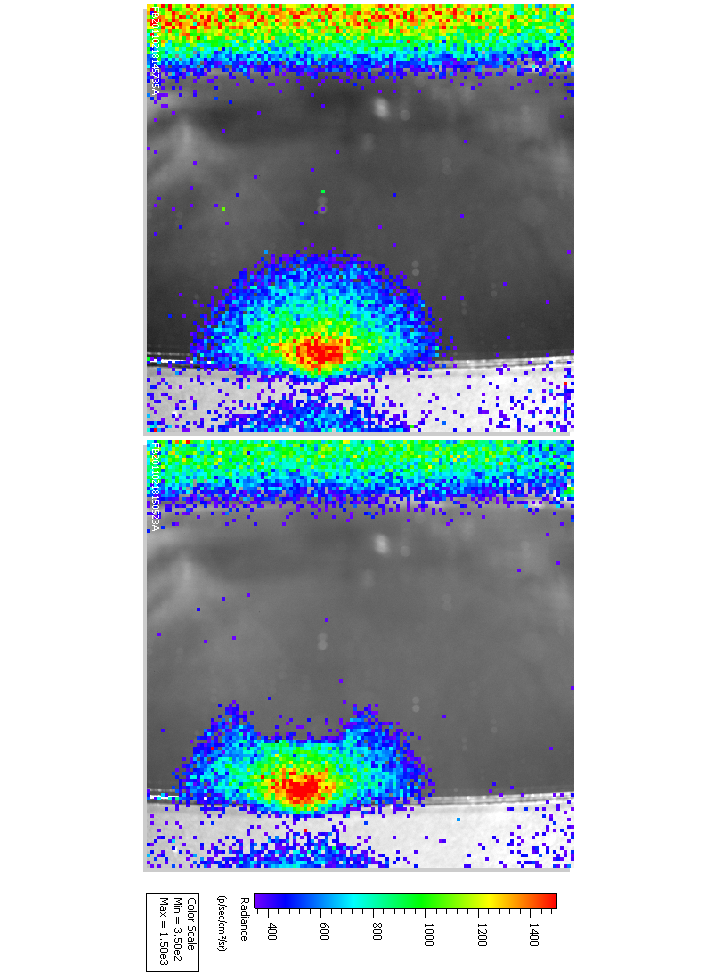 Radiance
(p/sec/cm²/sr)
400
600
800
1000
1200
1400
Color Scale
Min = 3.50e2
Max = 1.50e3